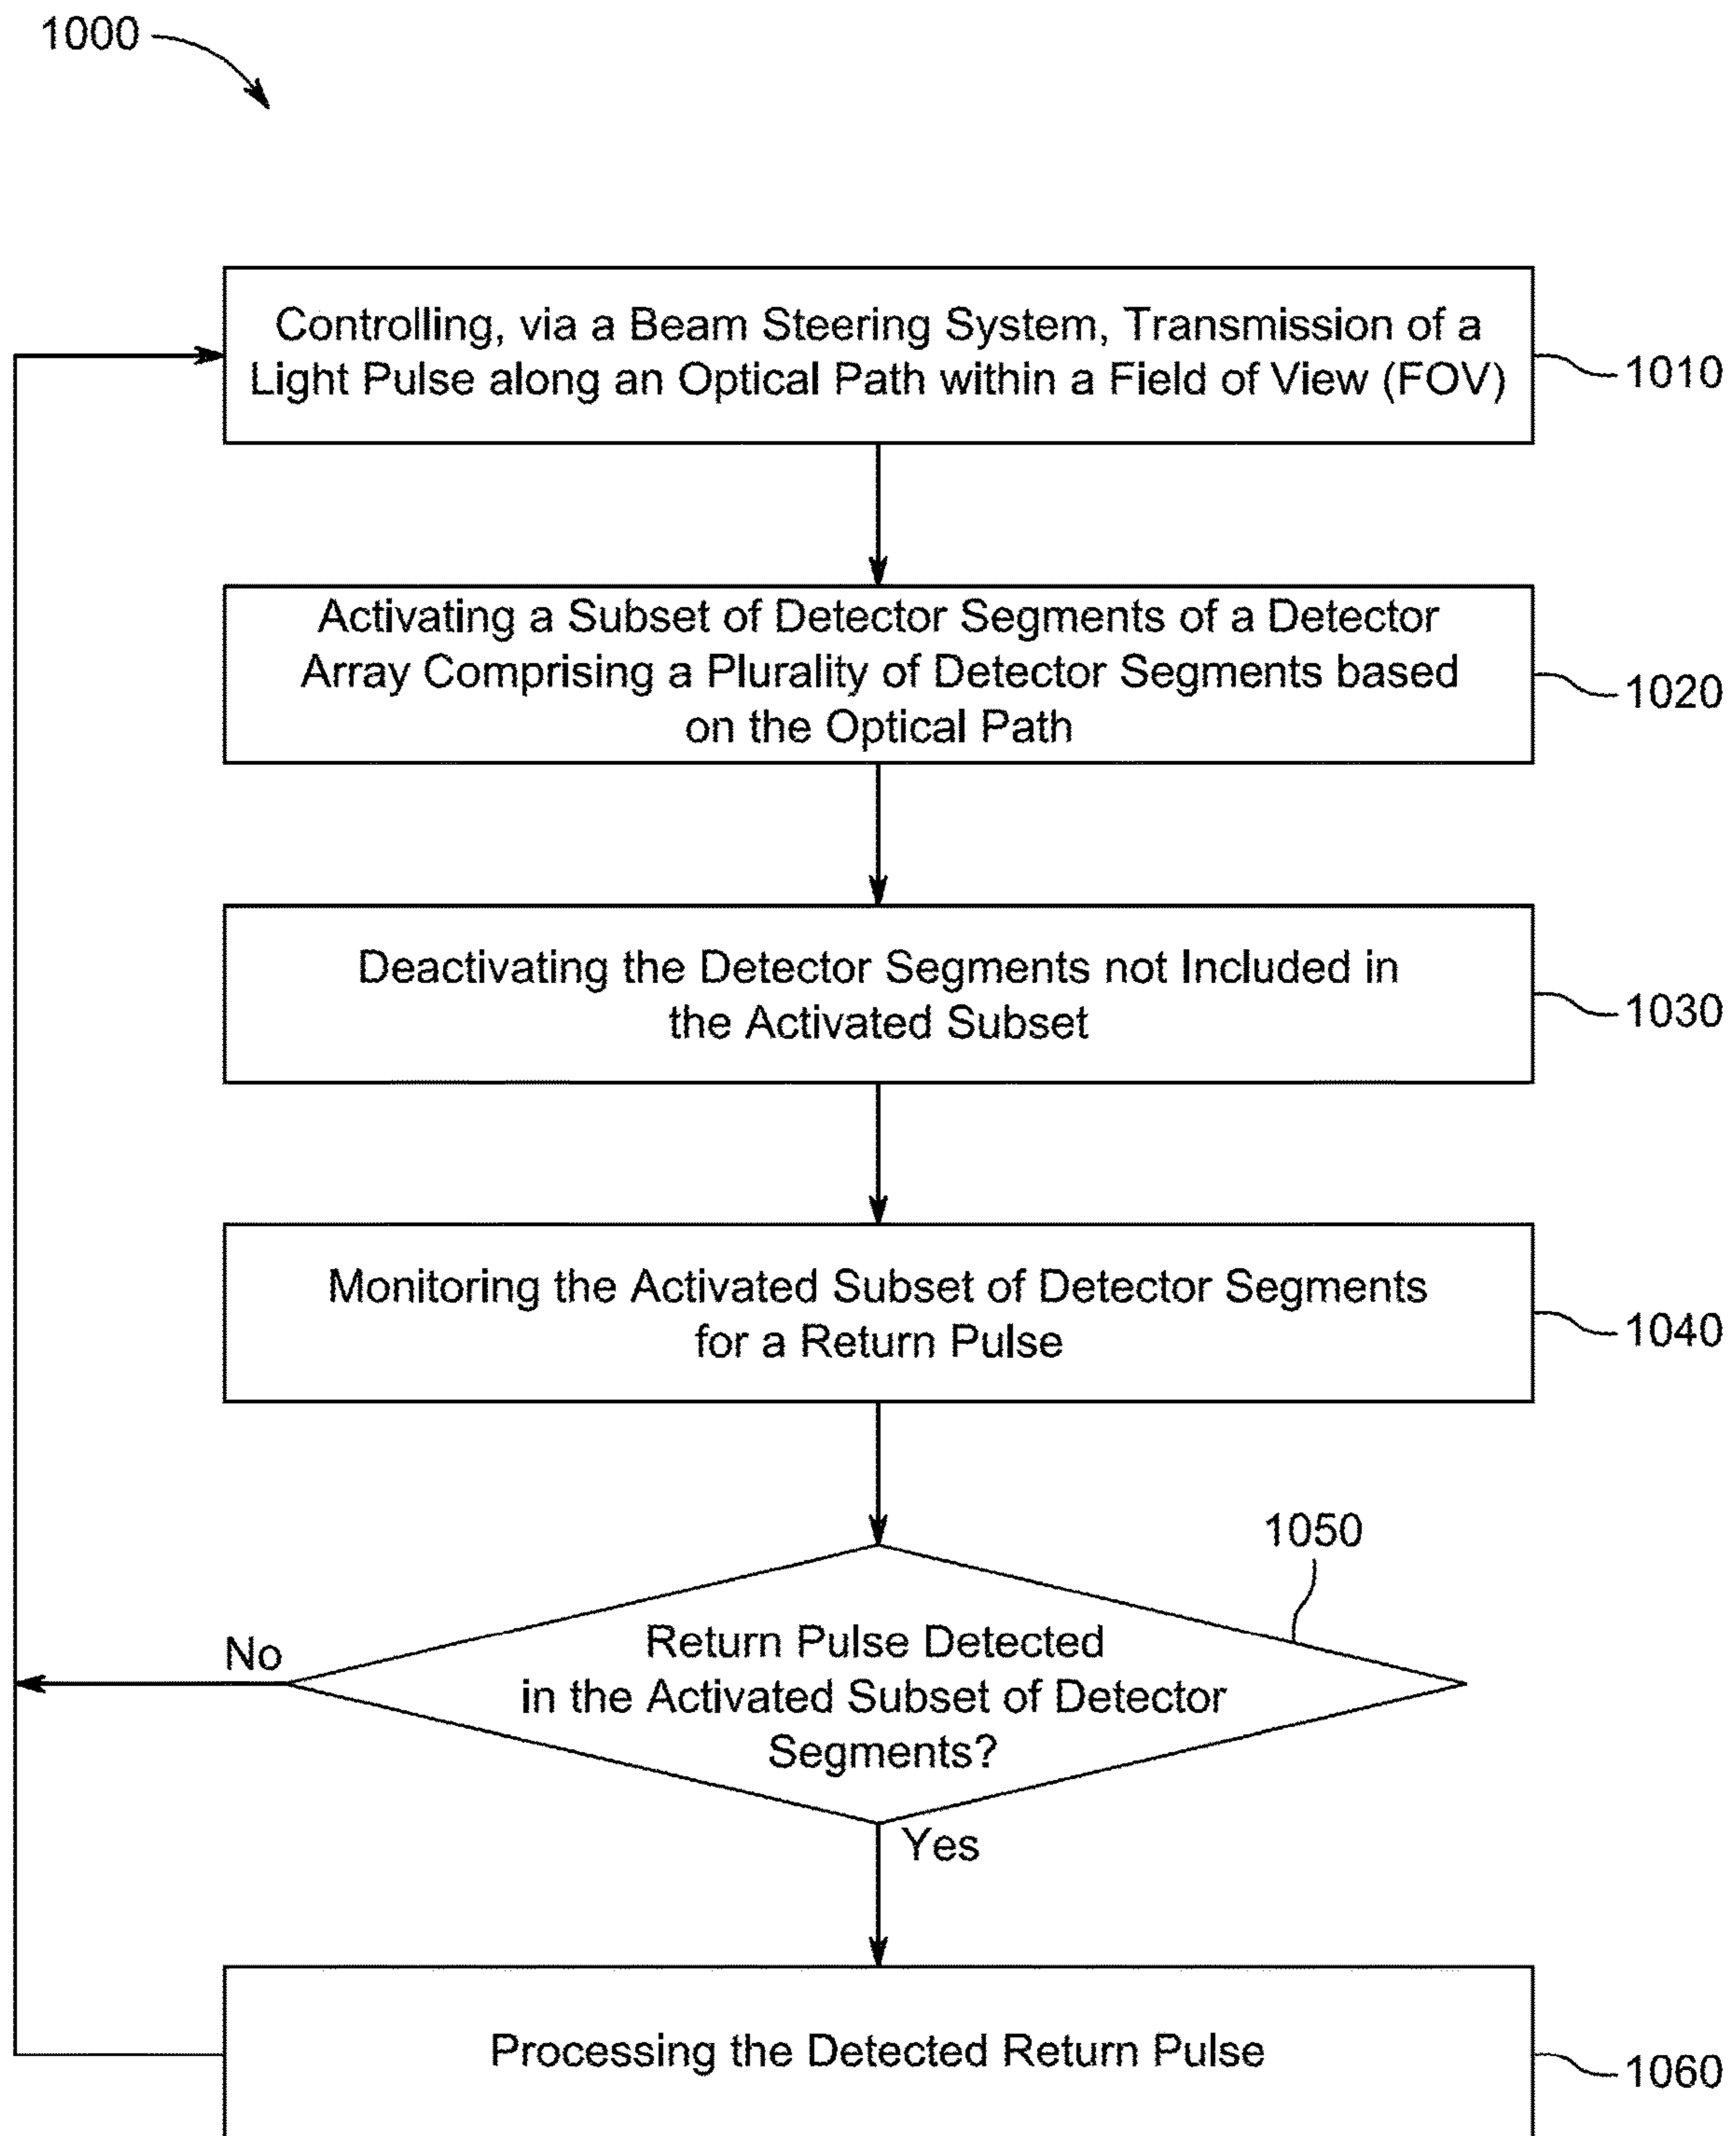 1000
Controlling, via a Beam Steering System, Transmission of a
Light Pulse along an Optical Path within a Field of View (FOV)
1010
Activating a Subset of Detector Segments of a Detector
Array Comprising a Plurality of Detector Segments based
on the Optical Path
1020
Deactivating the Detector Segments not Included in
the Activated Subset
1030
Monitoring the Activated Subset of Detector Segments
for a Return Pulse
1040
1050
Return Pulse Detected
in the Activated Subset of Detector
Segments?
No
Yes
Processing the Detected Return Pulse
1060